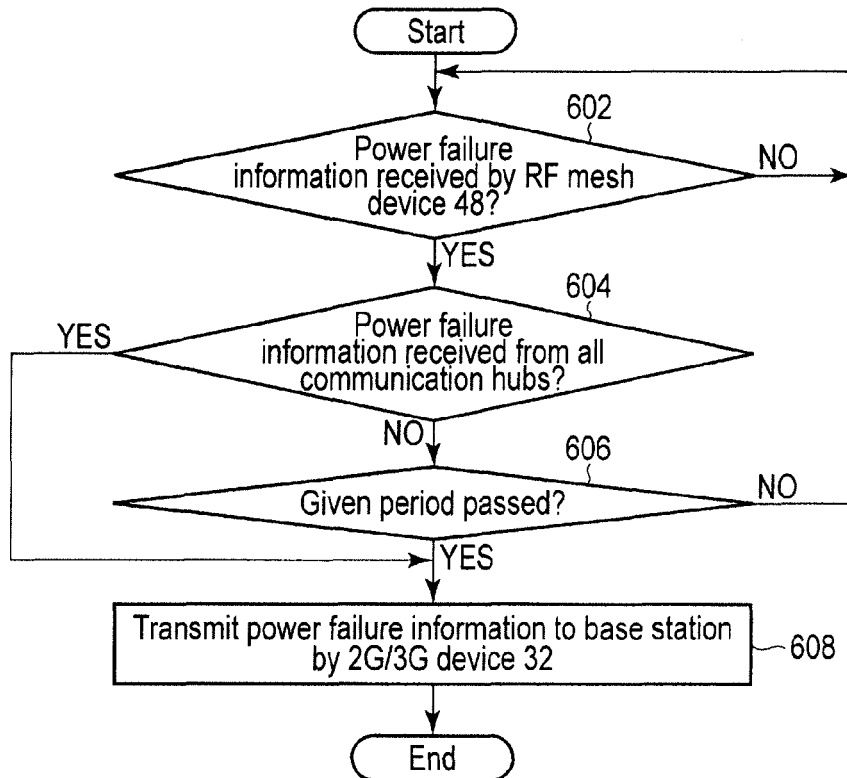 Start
602
Power failure
information received by RF mesh
device 48?
NO
YES
604
YES
Power failure
information received from all
communication hubs?
NO
606
Given period passed?
NO
YES
Transmit power failure information to base station
by 2G/3G device 32
608
End